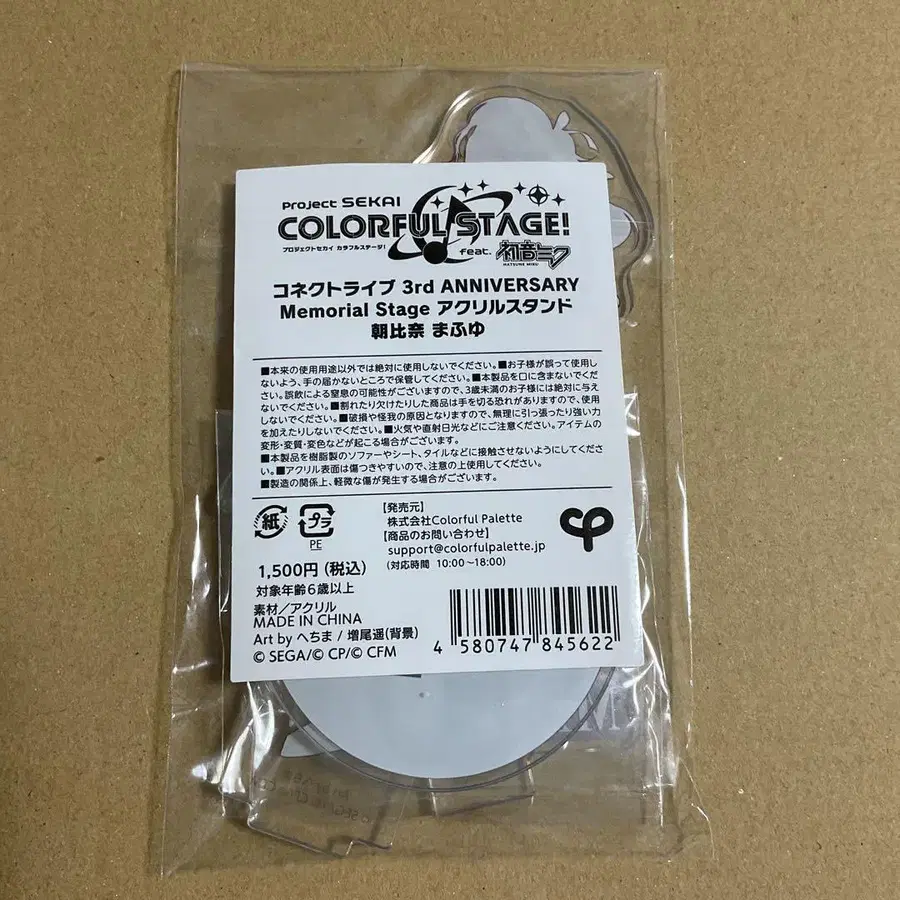 Project SEKAI
COLORFUL STAGE!
プロジェクトセカイ カラフルステージ!
feat. 初音ミク
HATSUNE MIKU
コネクトライブ 3rd ANNIVERSARY
Memorial Stage アクリルスタンド
朝比奈 まふゆ
■本来の使用用途以外では絶対に使用しないでください。■お子様が誤って使用し
ないよう、手の届かないところで保管してください。■本製品を口に含まないでくだ
さい。誤飲による窒息の可能性がございますので、3歳未満のお子様には絶対に与え
ないでください。■割れたり欠けたりした商品は手を切る恐れがありますので、使用
しないでください。■破損や怪我の原因となりますので、無理に引っ張ったり強い力
を加えたりしないでください。■火気や直射日光などにご注意ください。アイテムの
変形・変質・変色などが起こる場合がございます。
■本製品を樹脂製のソファーやシート、タイルなどに接触させないようにしてくださ
い。■アクリル表面は傷つきやすいので、注意の上使用してください。
■製造の関係上、軽微な傷が発生する場合がございます。
紙 プラ
PE
【発売元】
株式会社Colorful Palette
【商品のお問い合わせ】
support@colorfulpalette.jp
(対応時間 10:00〜18:00)
cp
1,500円(税込)
対象年齢6歳以上
素材/アクリル
MADE IN CHINA
Art by へちま / 増尾遥(背景)
© SEGA/© CP/© CFM
4 580747 845622